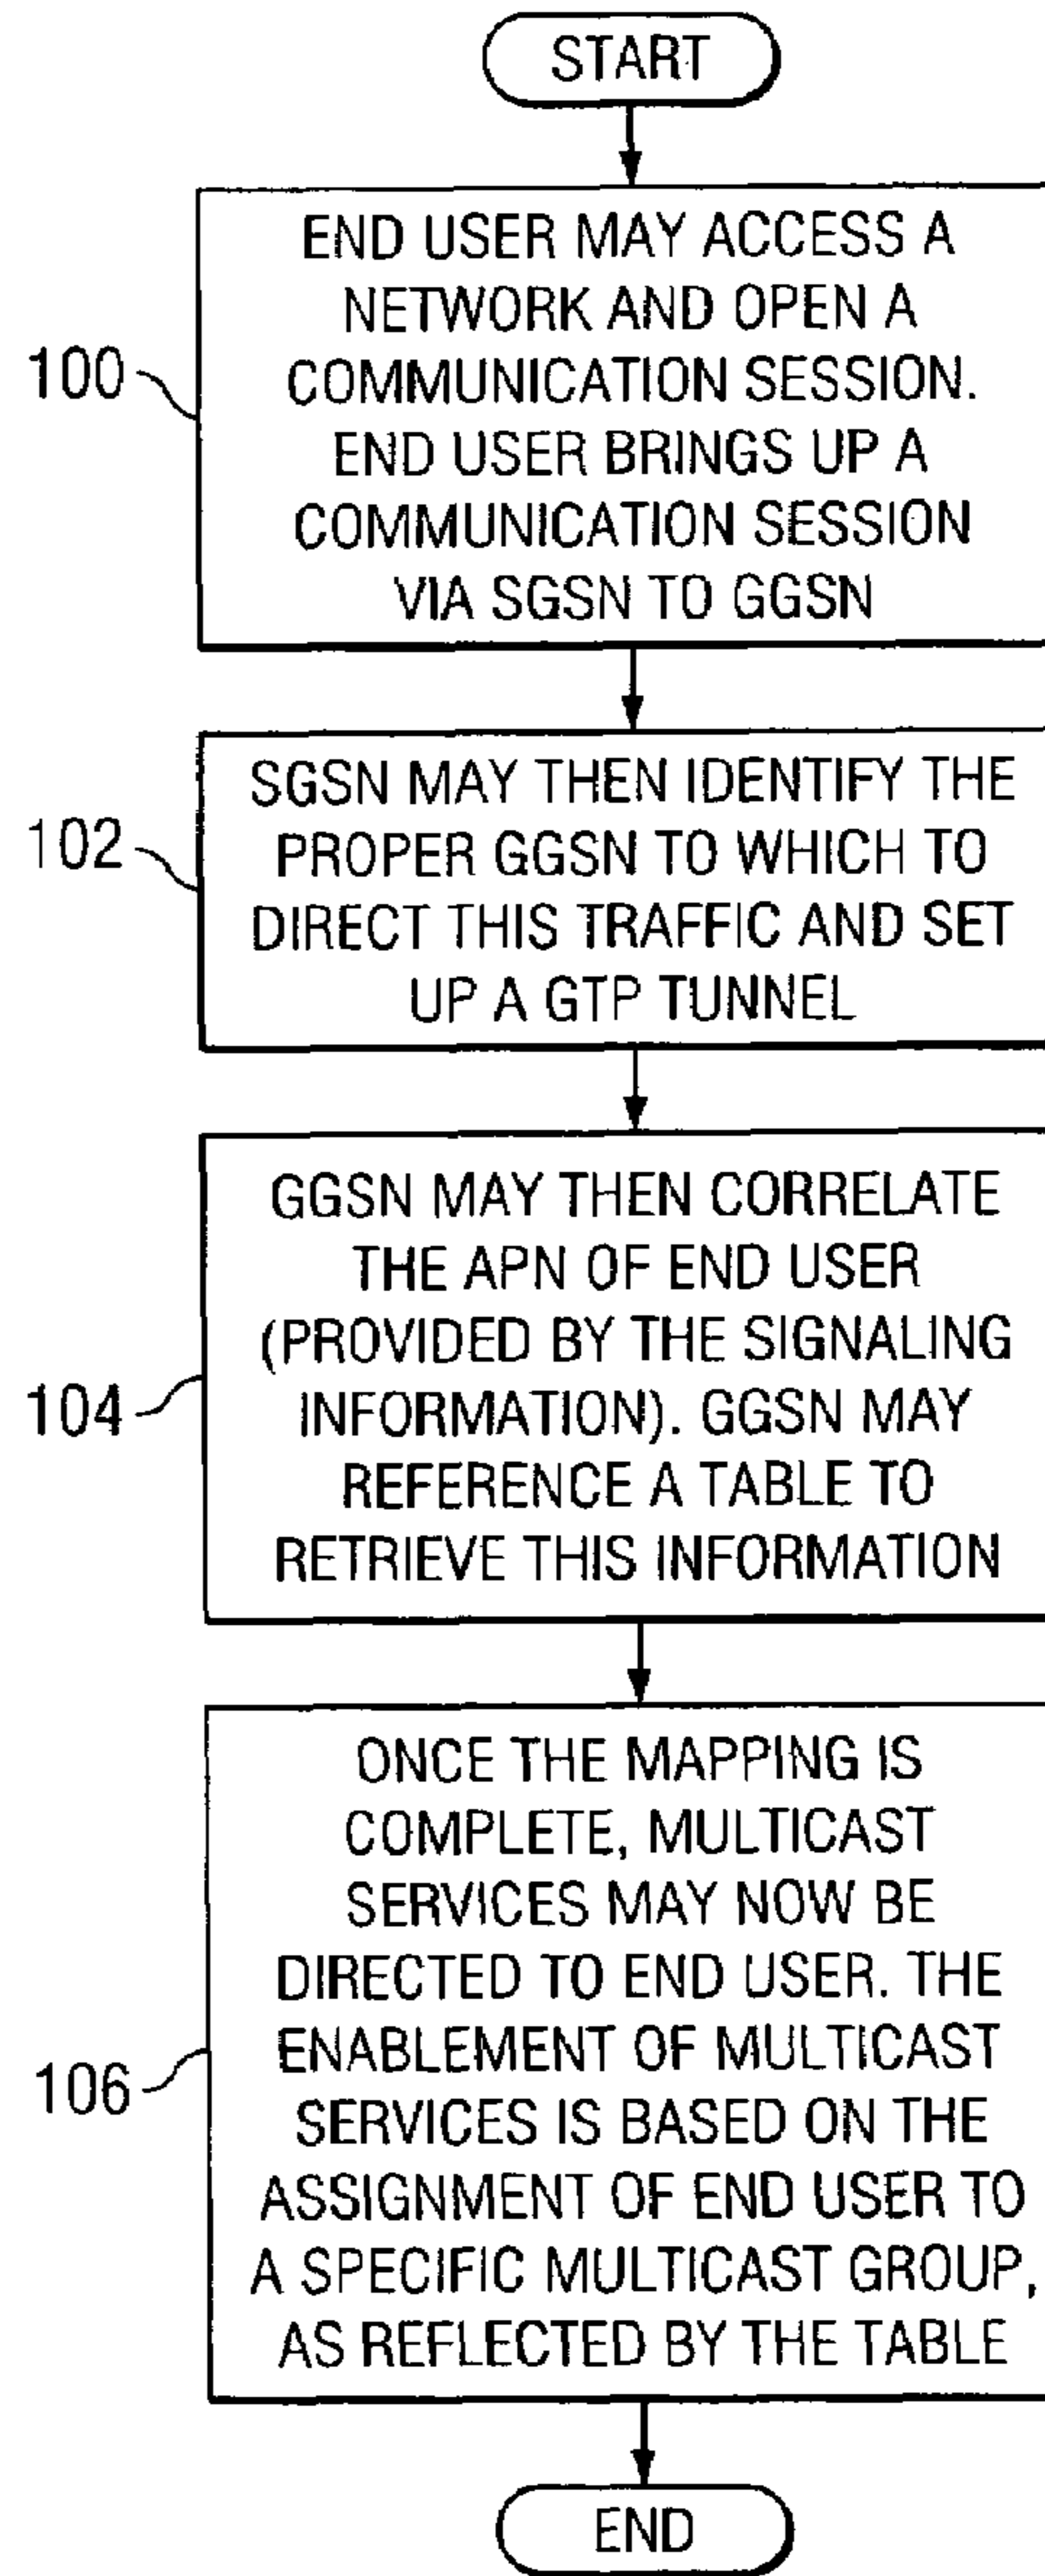 START
END USER MAY ACCESS A
NETWORK AND OPEN A
COMMUNICATION SESSION.
END USER BRINGS UP A
COMMUNICATION SESSION
VIA SGSN TO GGSN
100
SGSN MAY THEN IDENTIFY THE
PROPER GGSN TO WHICH TO
DIRECT THIS TRAFFIC AND SET
UP A GTP TUNNEL
102
GGSN MAY THEN CORRELATE
THE APN OF END USER
(PROVIDED BY THE SIGNALING
INFORMATION). GGSN MAY
REFERENCE A TABLE TO
RETRIEVE THIS INFORMATION
104
ONCE THE MAPPING IS
COMPLETE, MULTICAST
SERVICES MAY NOW BE
DIRECTED TO END USER. THE
ENABLEMENT OF MULTICAST
SERVICES IS BASED ON THE
ASSIGNMENT OF END USER TO
A SPECIFIC MULTICAST GROUP,
AS REFLECTED BY THE TABLE
106
END